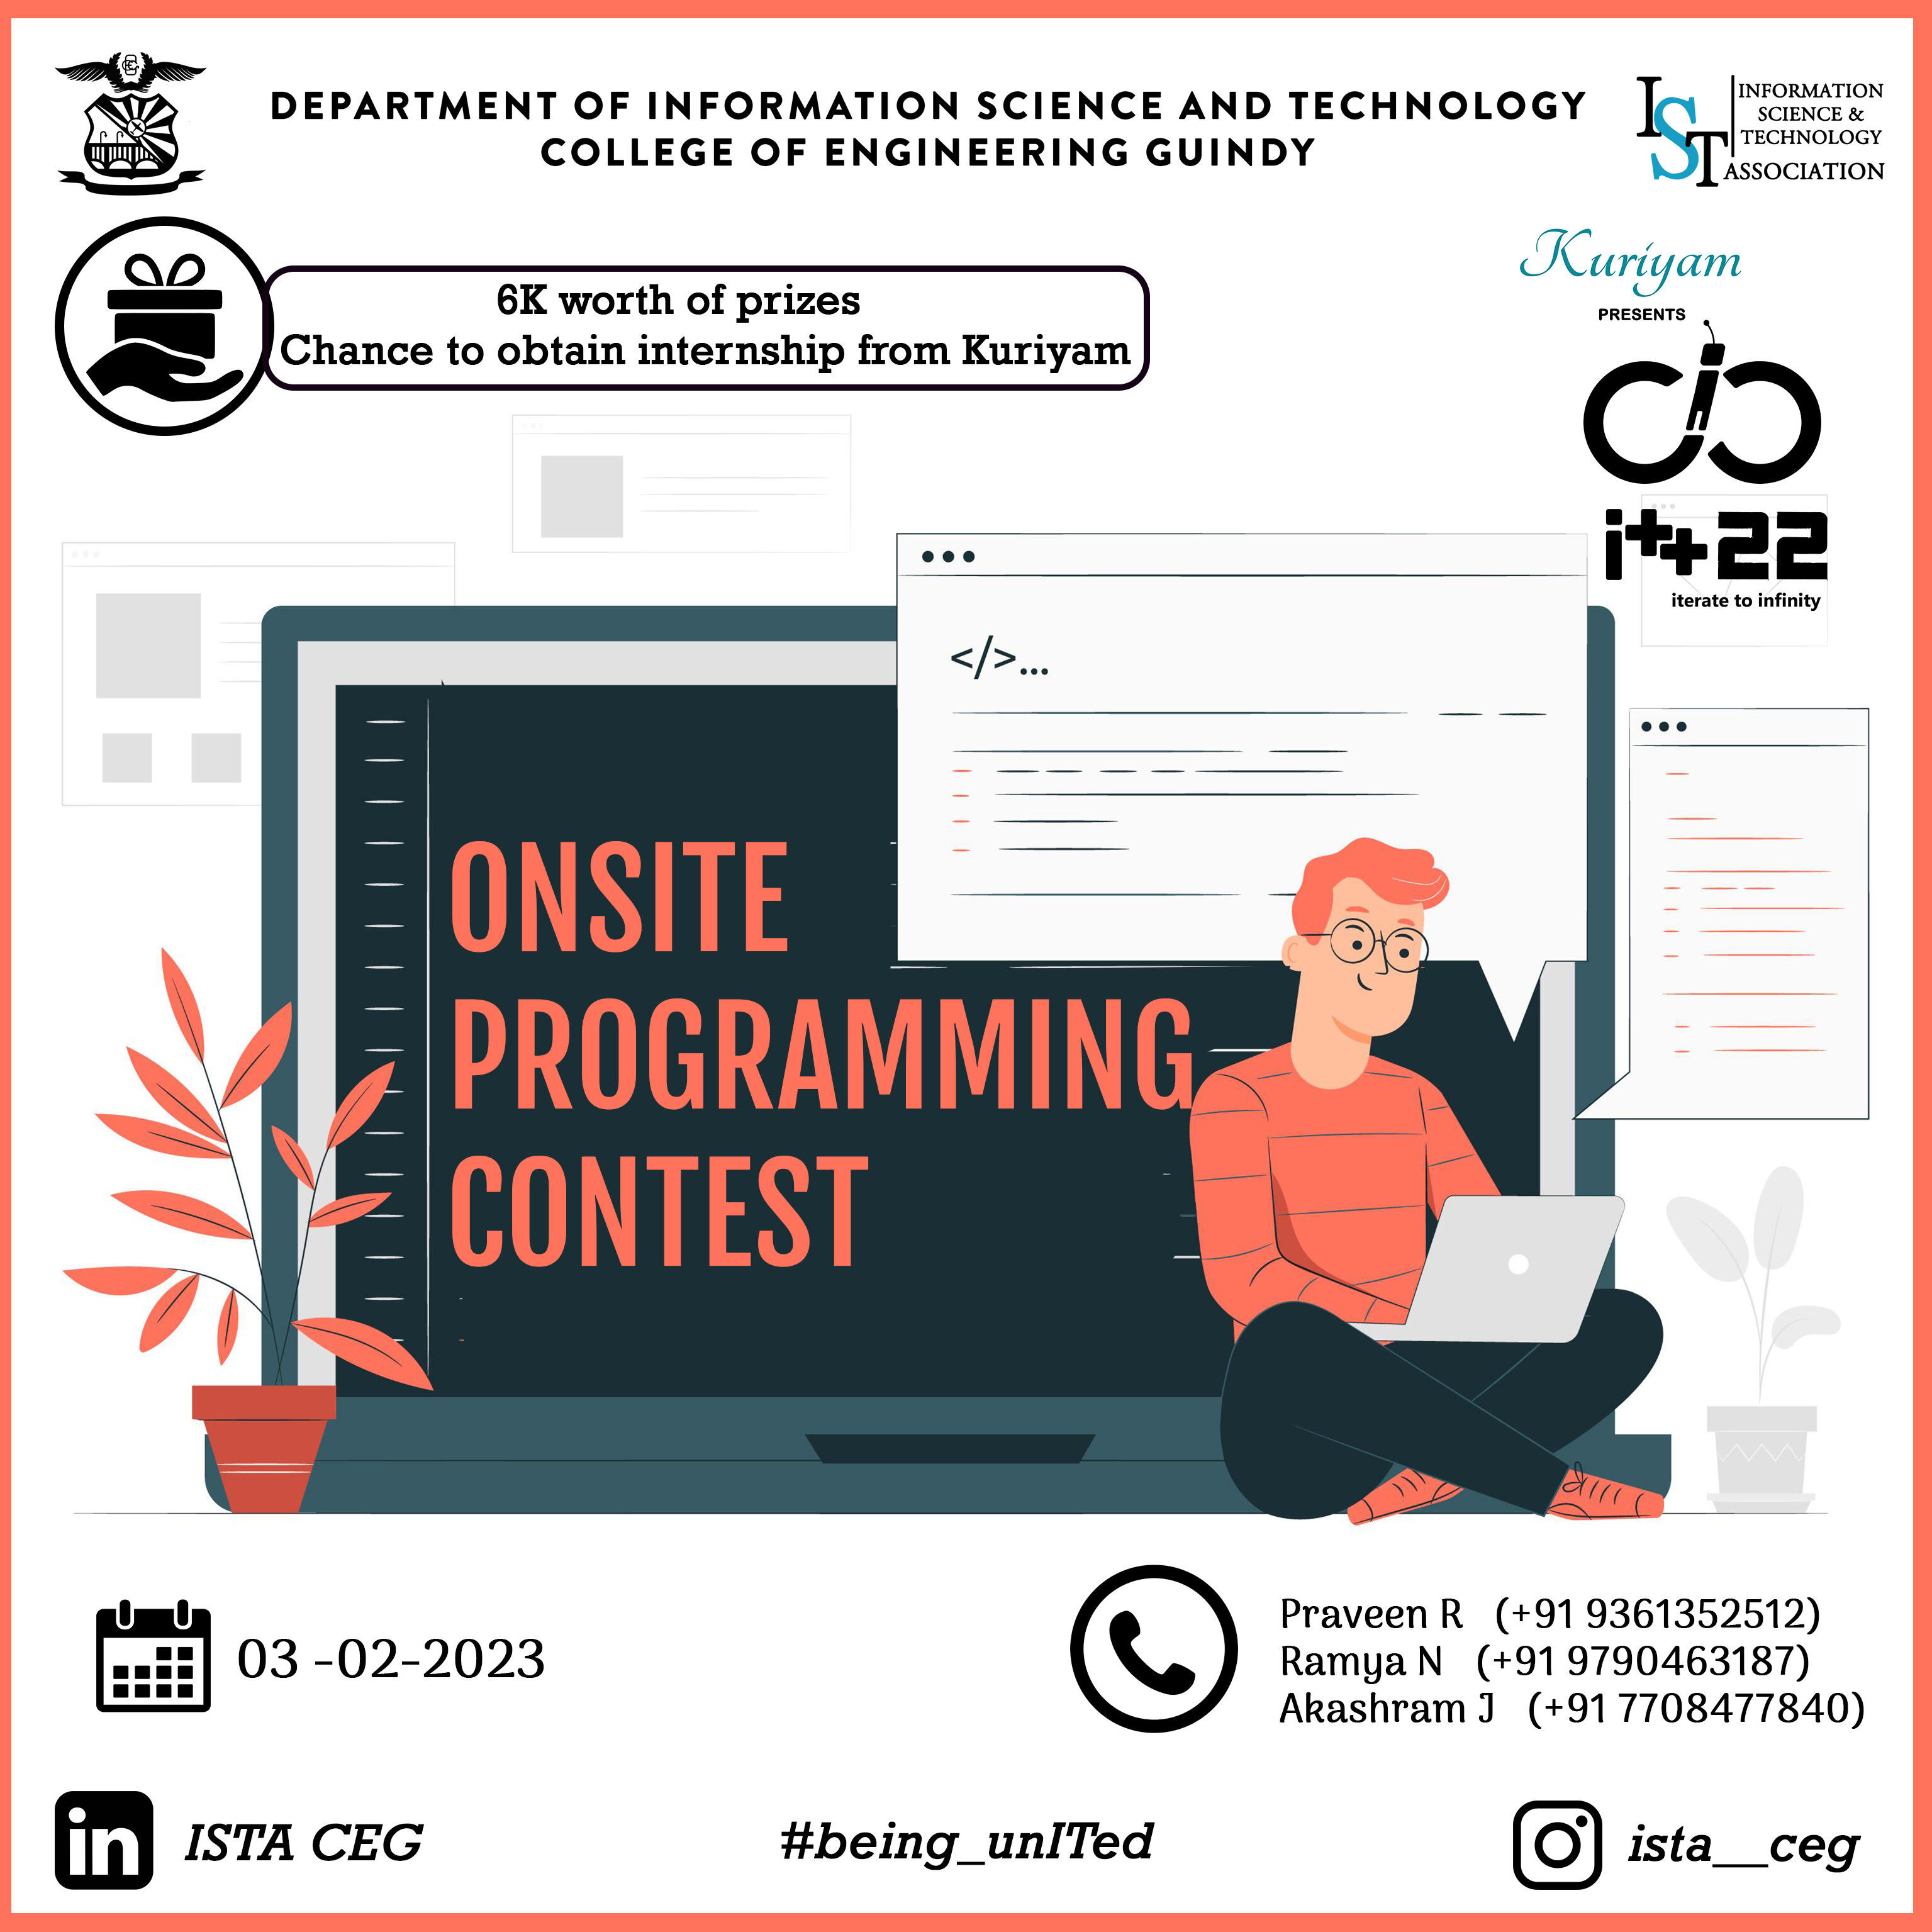 DEPARTMENT OF INFORMATION SCIENCE AND TECHNOLOGY
COLLEGE OF ENGINEERING GUINDY
IST
INFORMATION
SCIENCE &
TECHNOLOGY
ASSOCIATION
6K worth of prizes
Chance to obtain internship from Kuriyam
Kuriyam
PRESENTS
i++22
iterate to infinity
</>...
ONSITE
PROGRAMMING
CONTEST
03 -02-2023
Praveen R (+91 9361352512)
Ramya N (+91 9790463187)
Akashram J (+91 7708477840)
in
ISTA CEG
#being_unITed
ista__ceg